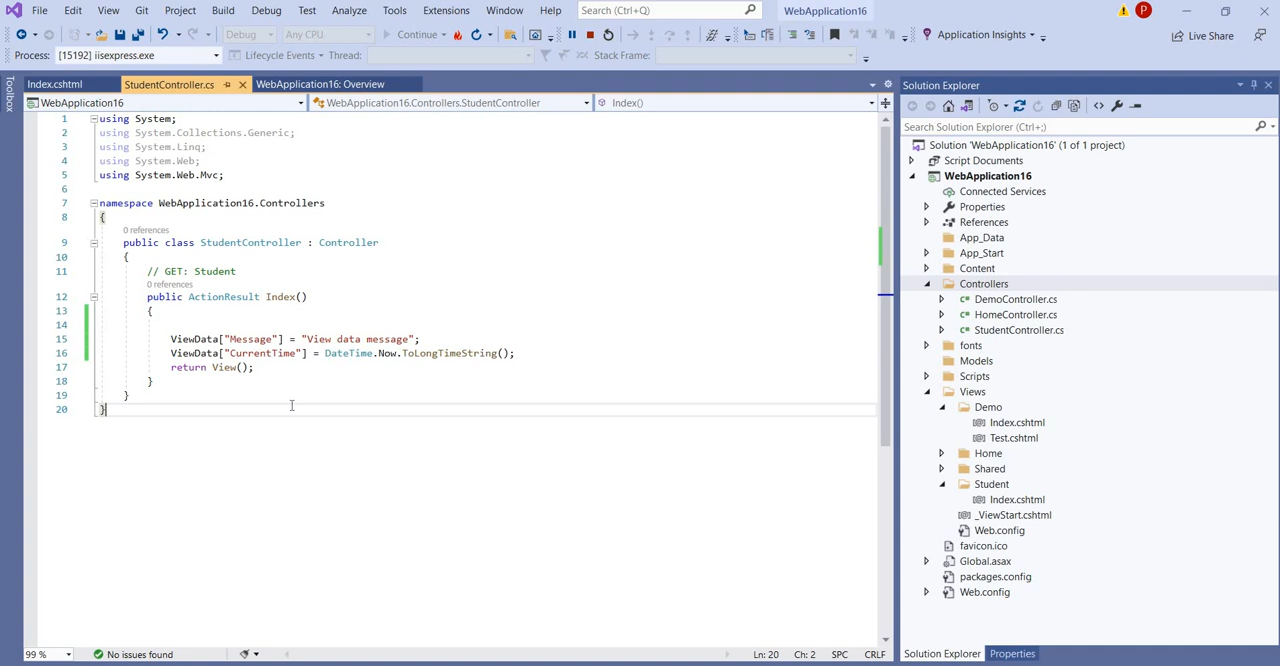 File Edit View Git Project Build Debug Test Analyze Tools Extensions Window Help Search (Ctrl+Q) WebApplication16 P
Debug Any CPU Continue Application Insights Live Share
Process: [15192] iisexpress.exe Lifecycle Events Thread: Stack Frame:
Toolbox
Index.cshtml StudentController.cs WebApplication16: Overview
WebApplication16 WebApplication16.Controllers.StudentController Index()
1 using System;
2 using System.Collections.Generic;
3 using System.Linq;
4 using System.Web;
5 using System.Web.Mvc;
6
7 namespace WebApplication16.Controllers
8 {
0 references
9 public class StudentController : Controller
10 {
11 // GET: Student
0 references
12 public ActionResult Index()
13 {
14
15 ViewData["Message"] = "View data message";
16 ViewData["CurrentTime"] = DateTime.Now.ToLongTimeString();
17 return View();
18 }
19 }
20 }
99 % No issues found Ln: 20 Ch: 2 SPC CRLF
Solution Explorer
Search Solution Explorer (Ctrl+;)
Solution 'WebApplication16' (1 of 1 project)
Script Documents
WebApplication16
Connected Services
Properties
References
App_Data
App_Start
Content
Controllers
DemoController.cs
HomeController.cs
StudentController.cs
fonts
Models
Scripts
Views
Demo
Index.cshtml
Test.cshtml
Home
Shared
Student
Index.cshtml
_ViewStart.cshtml
Web.config
favicon.ico
Global.asax
packages.config
Web.config
Solution Explorer Properties